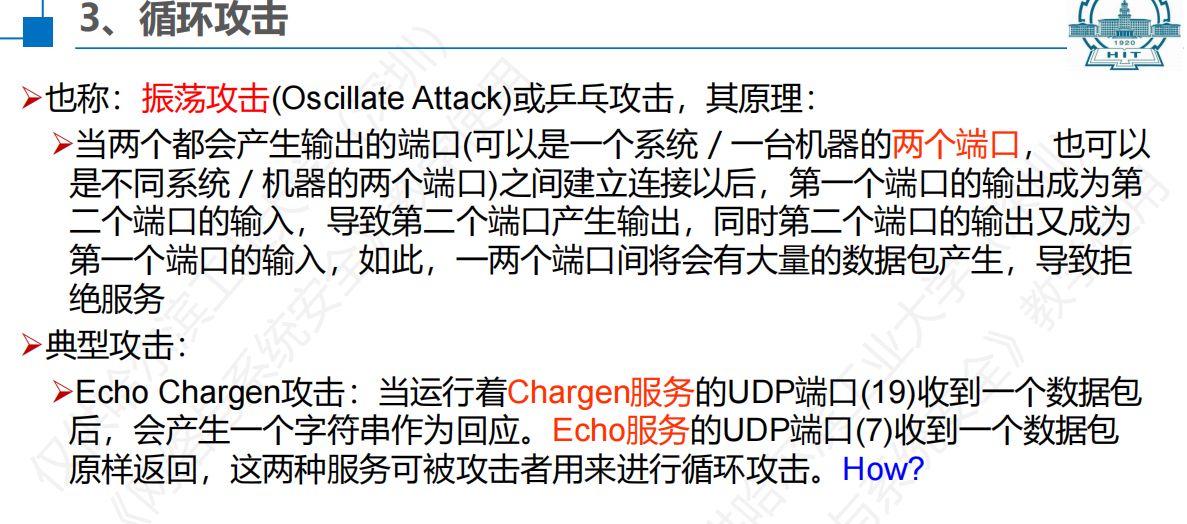 3、循环攻击
1920
HIT
➢也称：振荡攻击(Oscillate Attack)或乒乓攻击，其原理：
➢当两个都会产生输出的端口(可以是一个系统／一台机器的两个端口，也可以
是不同系统／机器的两个端口)之间建立连接以后，第一个端口的输出成为第
二个端口的输入，导致第二个端口产生输出，同时第二个端口的输出又成为
第一个端口的输入，如此，一两个端口间将会有大量的数据包产生，导致拒
绝服务
➢典型攻击：
➢Echo Chargen攻击：当运行着Chargen服务的UDP端口(19)收到一个数据包
后，会产生一个字符串作为回应。Echo服务的UDP端口(7)收到一个数据包
原样返回，这两种服务可被攻击者用来进行循环攻击。How?